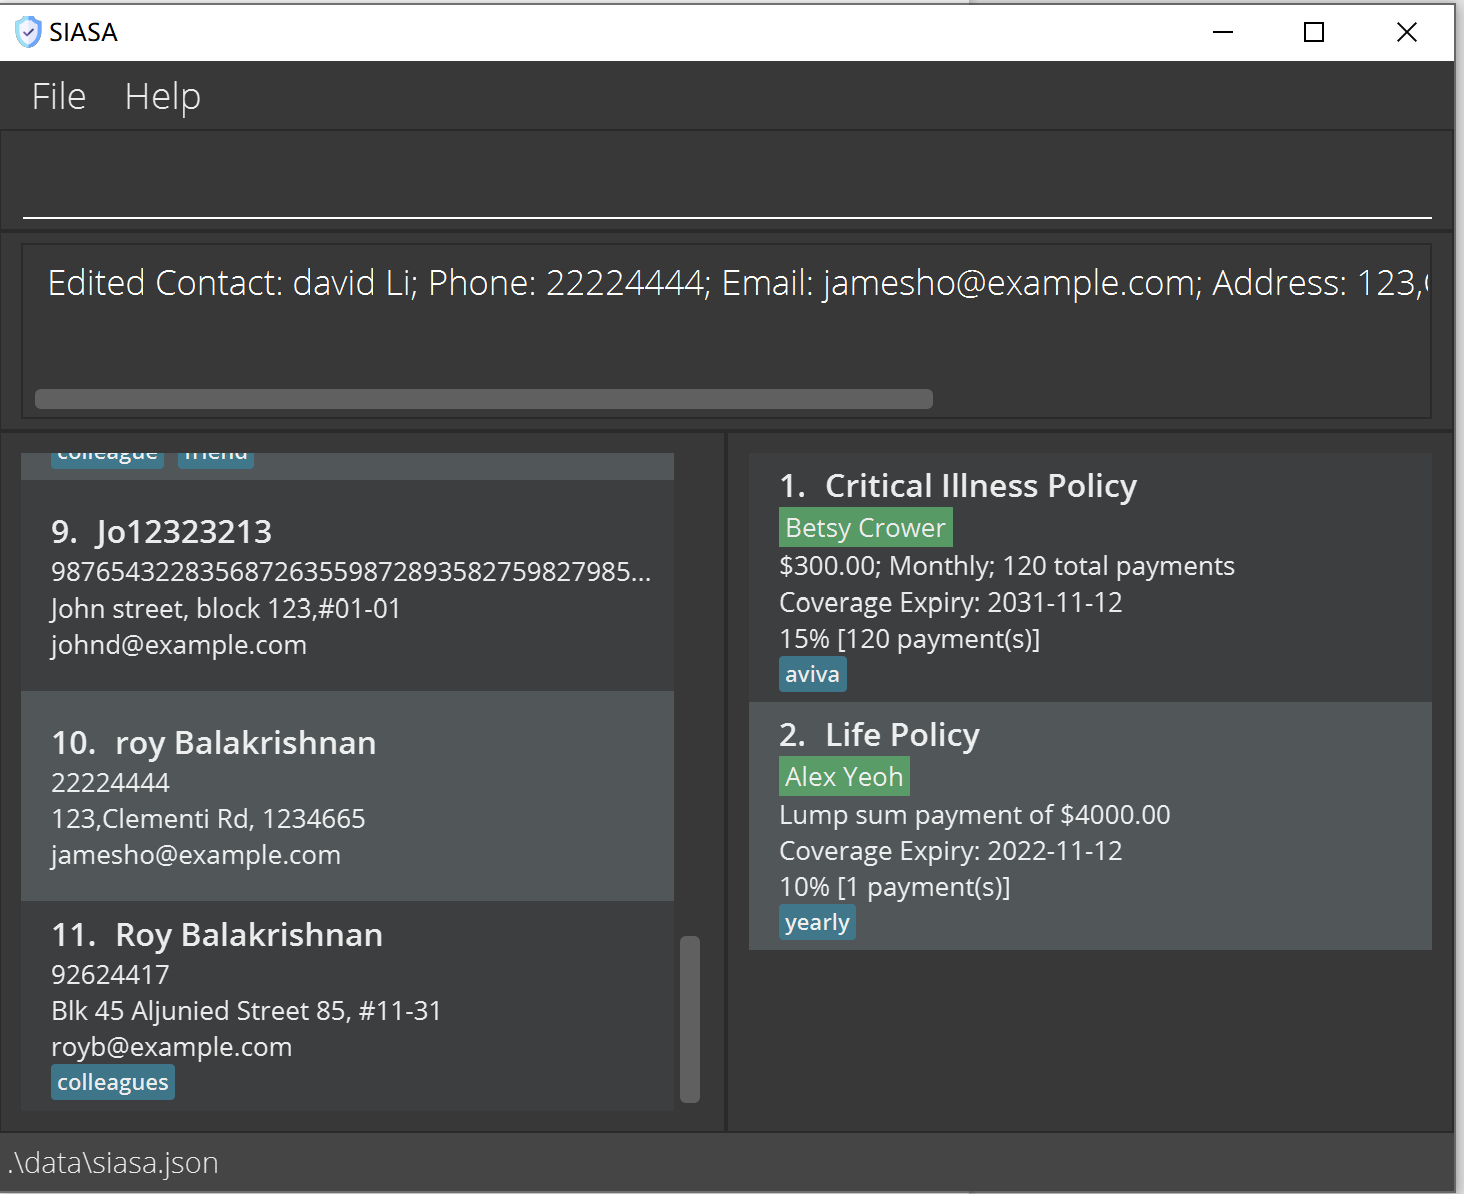 SIASA
File Help
Edited Contact: david Li; Phone: 22224444; Email: jamesho@example.com; Address: 123,
colleague friend
9. Jo12323213
98765432283568726355987289358275982​7985...
John street, block 123,#01-01
johnd@example.com
10. roy Balakrishnan
22224444
123,Clementi Rd, 1234665
jamesho@example.com
11. Roy Balakrishnan
92624417
Blk 45 Aljunied Street 85, #11-31
royb@example.com
colleagues
1. Critical Illness Policy
Betsy Crower
$300.00; Monthly; 120 total payments
Coverage Expiry: 2031-11-12
15% [120 payment(s)]
aviva
2. Life Policy
Alex Yeoh
Lump sum payment of $4000.00
Coverage Expiry: 2022-11-12
10% [1 payment(s)]
yearly
.\data\siasa.json